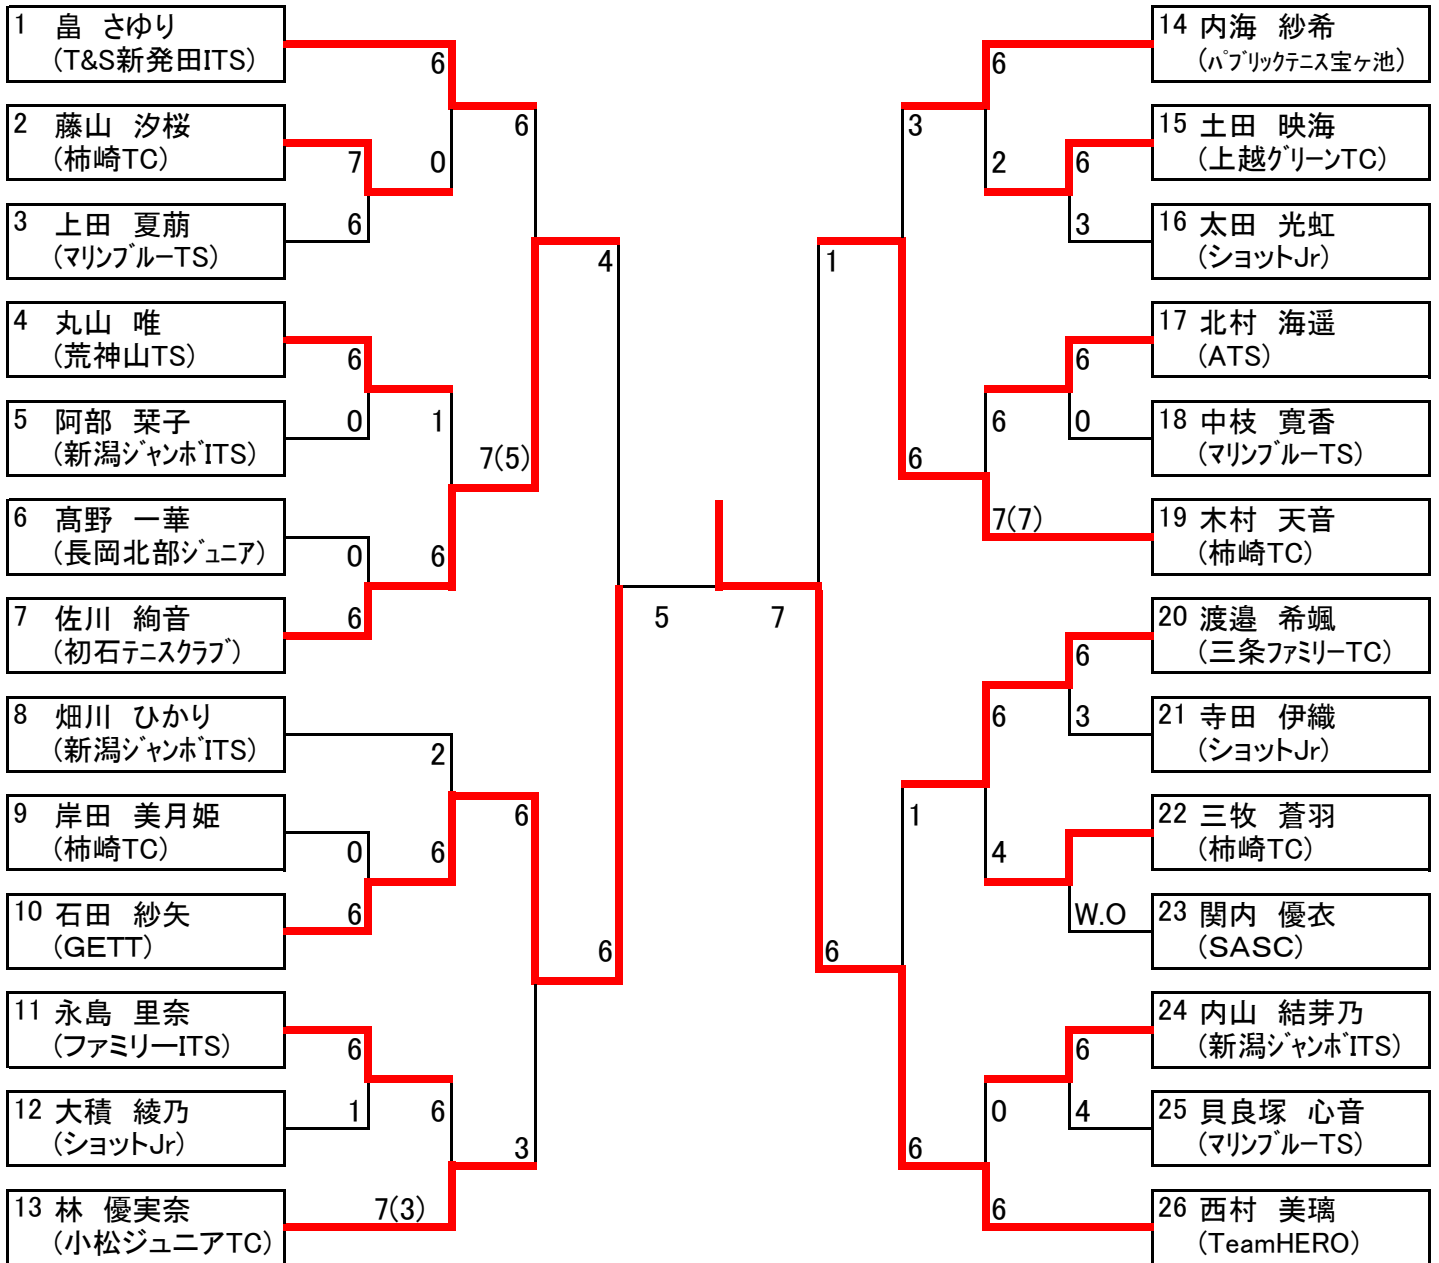 1 畠 さゆり
(T&S新発田ITS)
2 藤山 汐桜
(柿崎TC)
3 上田 夏萠
(マリンブルーTS)
4 丸山 唯
(荒神山TS)
5 阿部 栞子
(新潟ジャンボITS)
6 髙野 一華
(長岡北部ジュニア)
7 佐川 絢音
(初石テニスクラブ)
8 畑川 ひかり
(新潟ジャンボITS)
9 岸田 美月姫
(柿崎TC)
10 石田 紗矢
(GETT)
11 永島 里奈
(ファミリーITS)
12 大積 綾乃
(ショットJr)
13 林 優実奈
(小松ジュニアTC)
6
7
0
6
6
6
0
1
7(5)
0
6
6
2
0
6
6
6
1
6
7(3)
6
3
4
6
5
7
1
6
3
6
1
6
6
2
6
3
6
6
0
7(7)
6
6
3
4
W.O
6
0
4
6
14 内海 紗希
(パブリックテニス宝ヶ池)
15 土田 映海
(上越グリーンTC)
16 太田 光虹
(ショットJr)
17 北村 海遥
(ATS)
18 中枝 寛香
(マリンブルーTS)
19 木村 天音
(柿崎TC)
20 渡邉 希颯
(三条ファミリーTC)
21 寺田 伊織
(ショットJr)
22 三牧 蒼羽
(柿崎TC)
23 関内 優衣
(SASC)
24 内山 結芽乃
(新潟ジャンボITS)
25 貝良塚 心音
(マリンブルーTS)
26 西村 美璃
(TeamHERO)